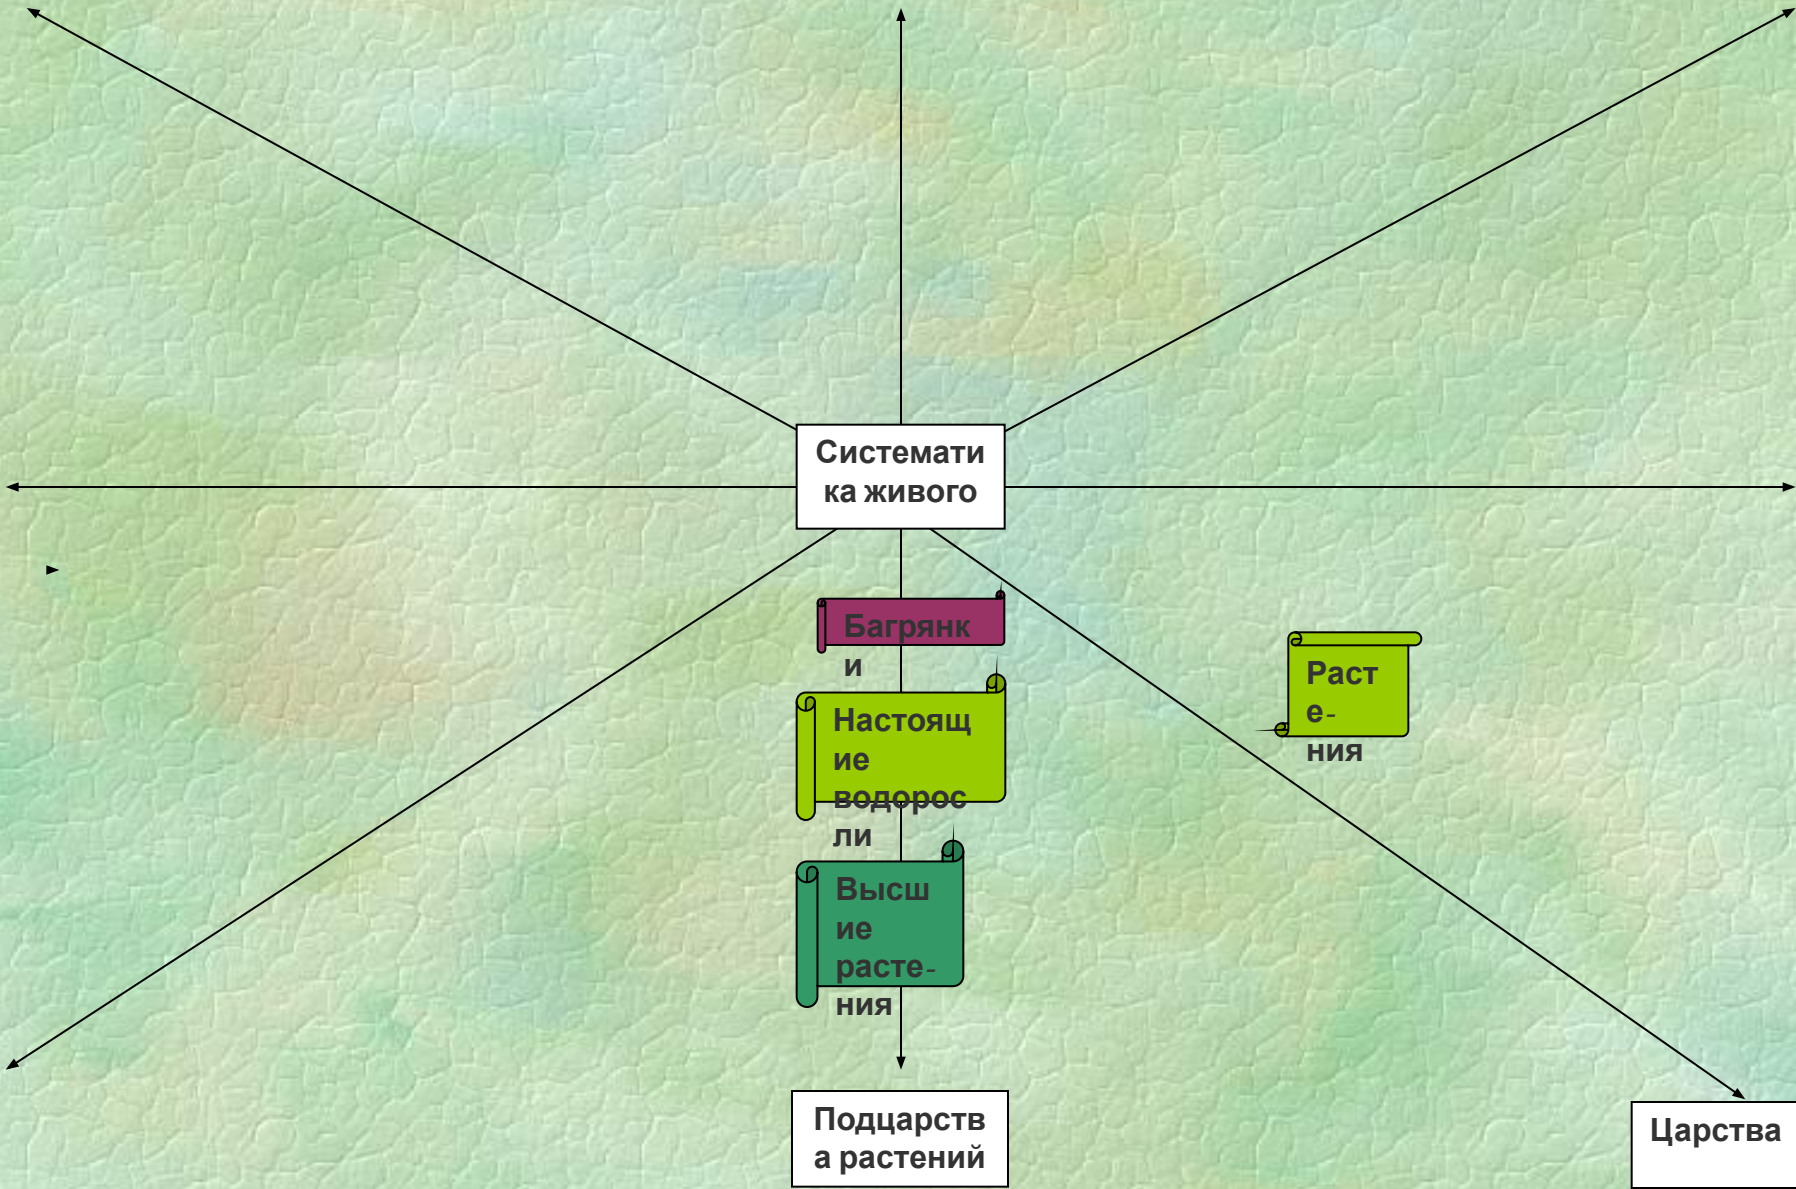 Системати
ка живого
Багрянк
и
Настоящ
ие
водорос
ли
Высш
ие
расте-
ния
Раст
е-
ния
Подцарств
а растений
Царства